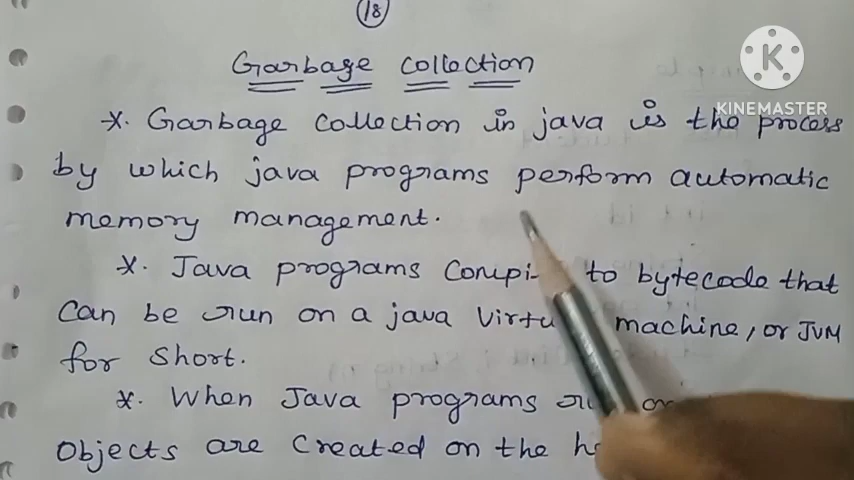 18
Garbage Collection
KINEMASTER
*. Garbage Collection in java is the process
by which java programs perform automatic
memory management.
*. Java programs to bytecode that
Can be run on a java machine, or JVM
for short.
*. When Java programs
Objects are Created on the